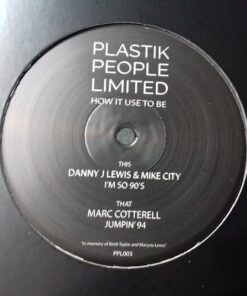 PLASTIK
PEOPLE
LIMITED
HOW IT USE TO BE
THIS
DANNY J LEWIS & MIKE CITY
I'M SO 90'S
THAT
MARC COTTERELL
JUMPIN' 94
'In memory of Brett Taylor and Marysia Lewis'
PPL003